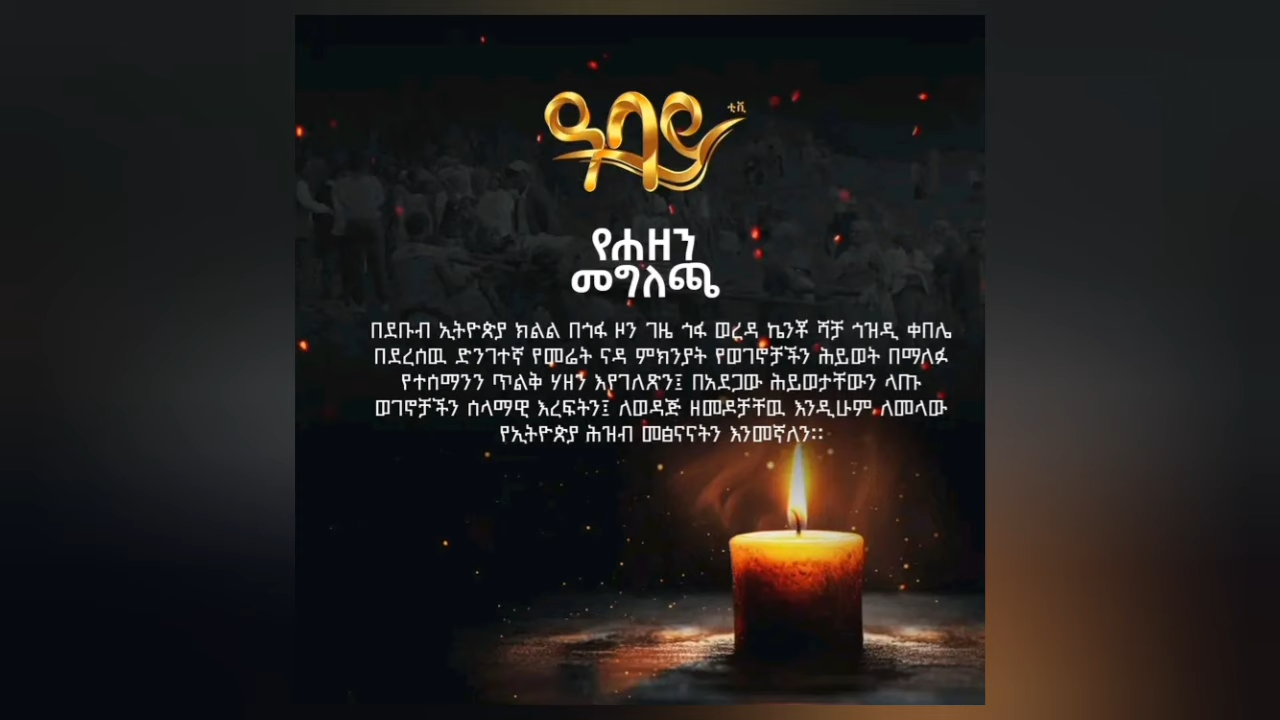 ዓባይ
ቲቪ
የሐዘን
መግለጫ
በደቡብ ኢትዮጵያ ክልል በጎፋ ዞን ገዜ ጎፋ ወረዳ ኬንቾ ሻቻ ጎዝዲ ቀበሌ
በደረሰዉ ድንገተኛ የመሬት ናዳ ምክንያት የወገኖቻችን ሕይወት በማለፉ
የተሰማንን ጥልቅ ሃዘን እየገለጽን፤ በአደጋው ሕይወታቸውን ላጡ
ወገኖቻችን ሰላማዊ እረፍትን፤ ለወዳጅ ዘመዶቻቸዉ እንዲሁም ለመላው
የኢትዮጵያ ሕዝብ መፅናናትን እንመኛለን፡፡